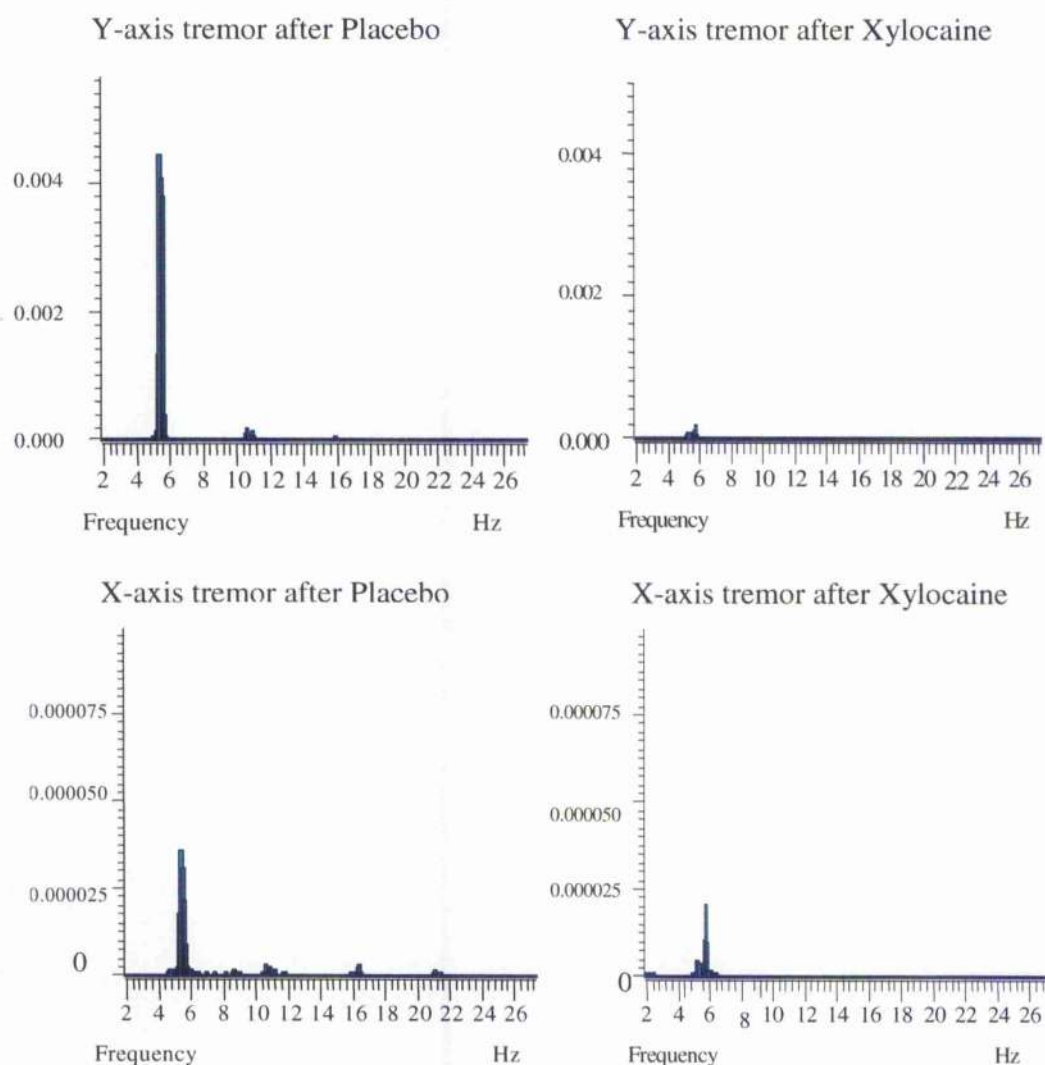 Y-axis tremor after Placebo
0.004
0.002
0.000
2 4 6 8 10 12 14 16 18 20 22 24 26
Frequency Hz
Y-axis tremor after Xylocaine
0.004
0.002
0.000
2 4 6 8 10 12 14 16 18 20 22 24 26
Frequency Hz
X-axis tremor after Placebo
0.000075
0.000050
0.000025
0
2 4 6 8 10 12 14 16 18 20 22 24 26
Frequency Hz
X-axis tremor after Xylocaine
0.000075
0.000050
0.000025
0
2 4 6 8 10 12 14 16 18 20 22 24 26
Frequency Hz